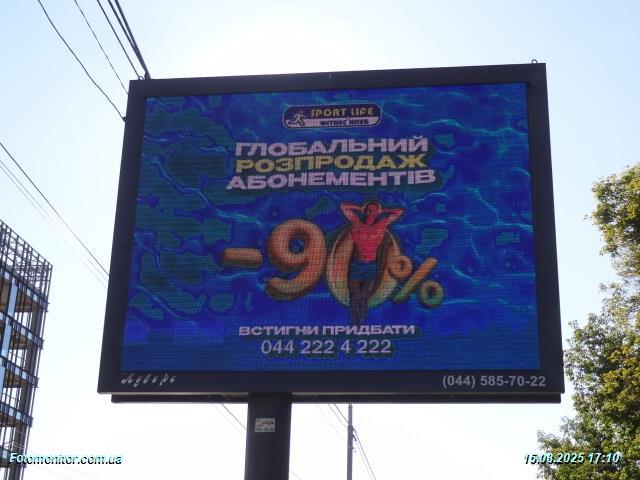 SPORT LIFE
ФІТНЕС КЛУБ
ГЛОБАЛЬНИЙ
РОЗПРОДАЖ
АБОНЕМЕНТІВ
-90%
ВСТИГНИ ПРИДБАТИ
044 222 4 222
Луверс
(044) 585-70-22
Fotomonitor.com.ua
15.08.2025 17:10